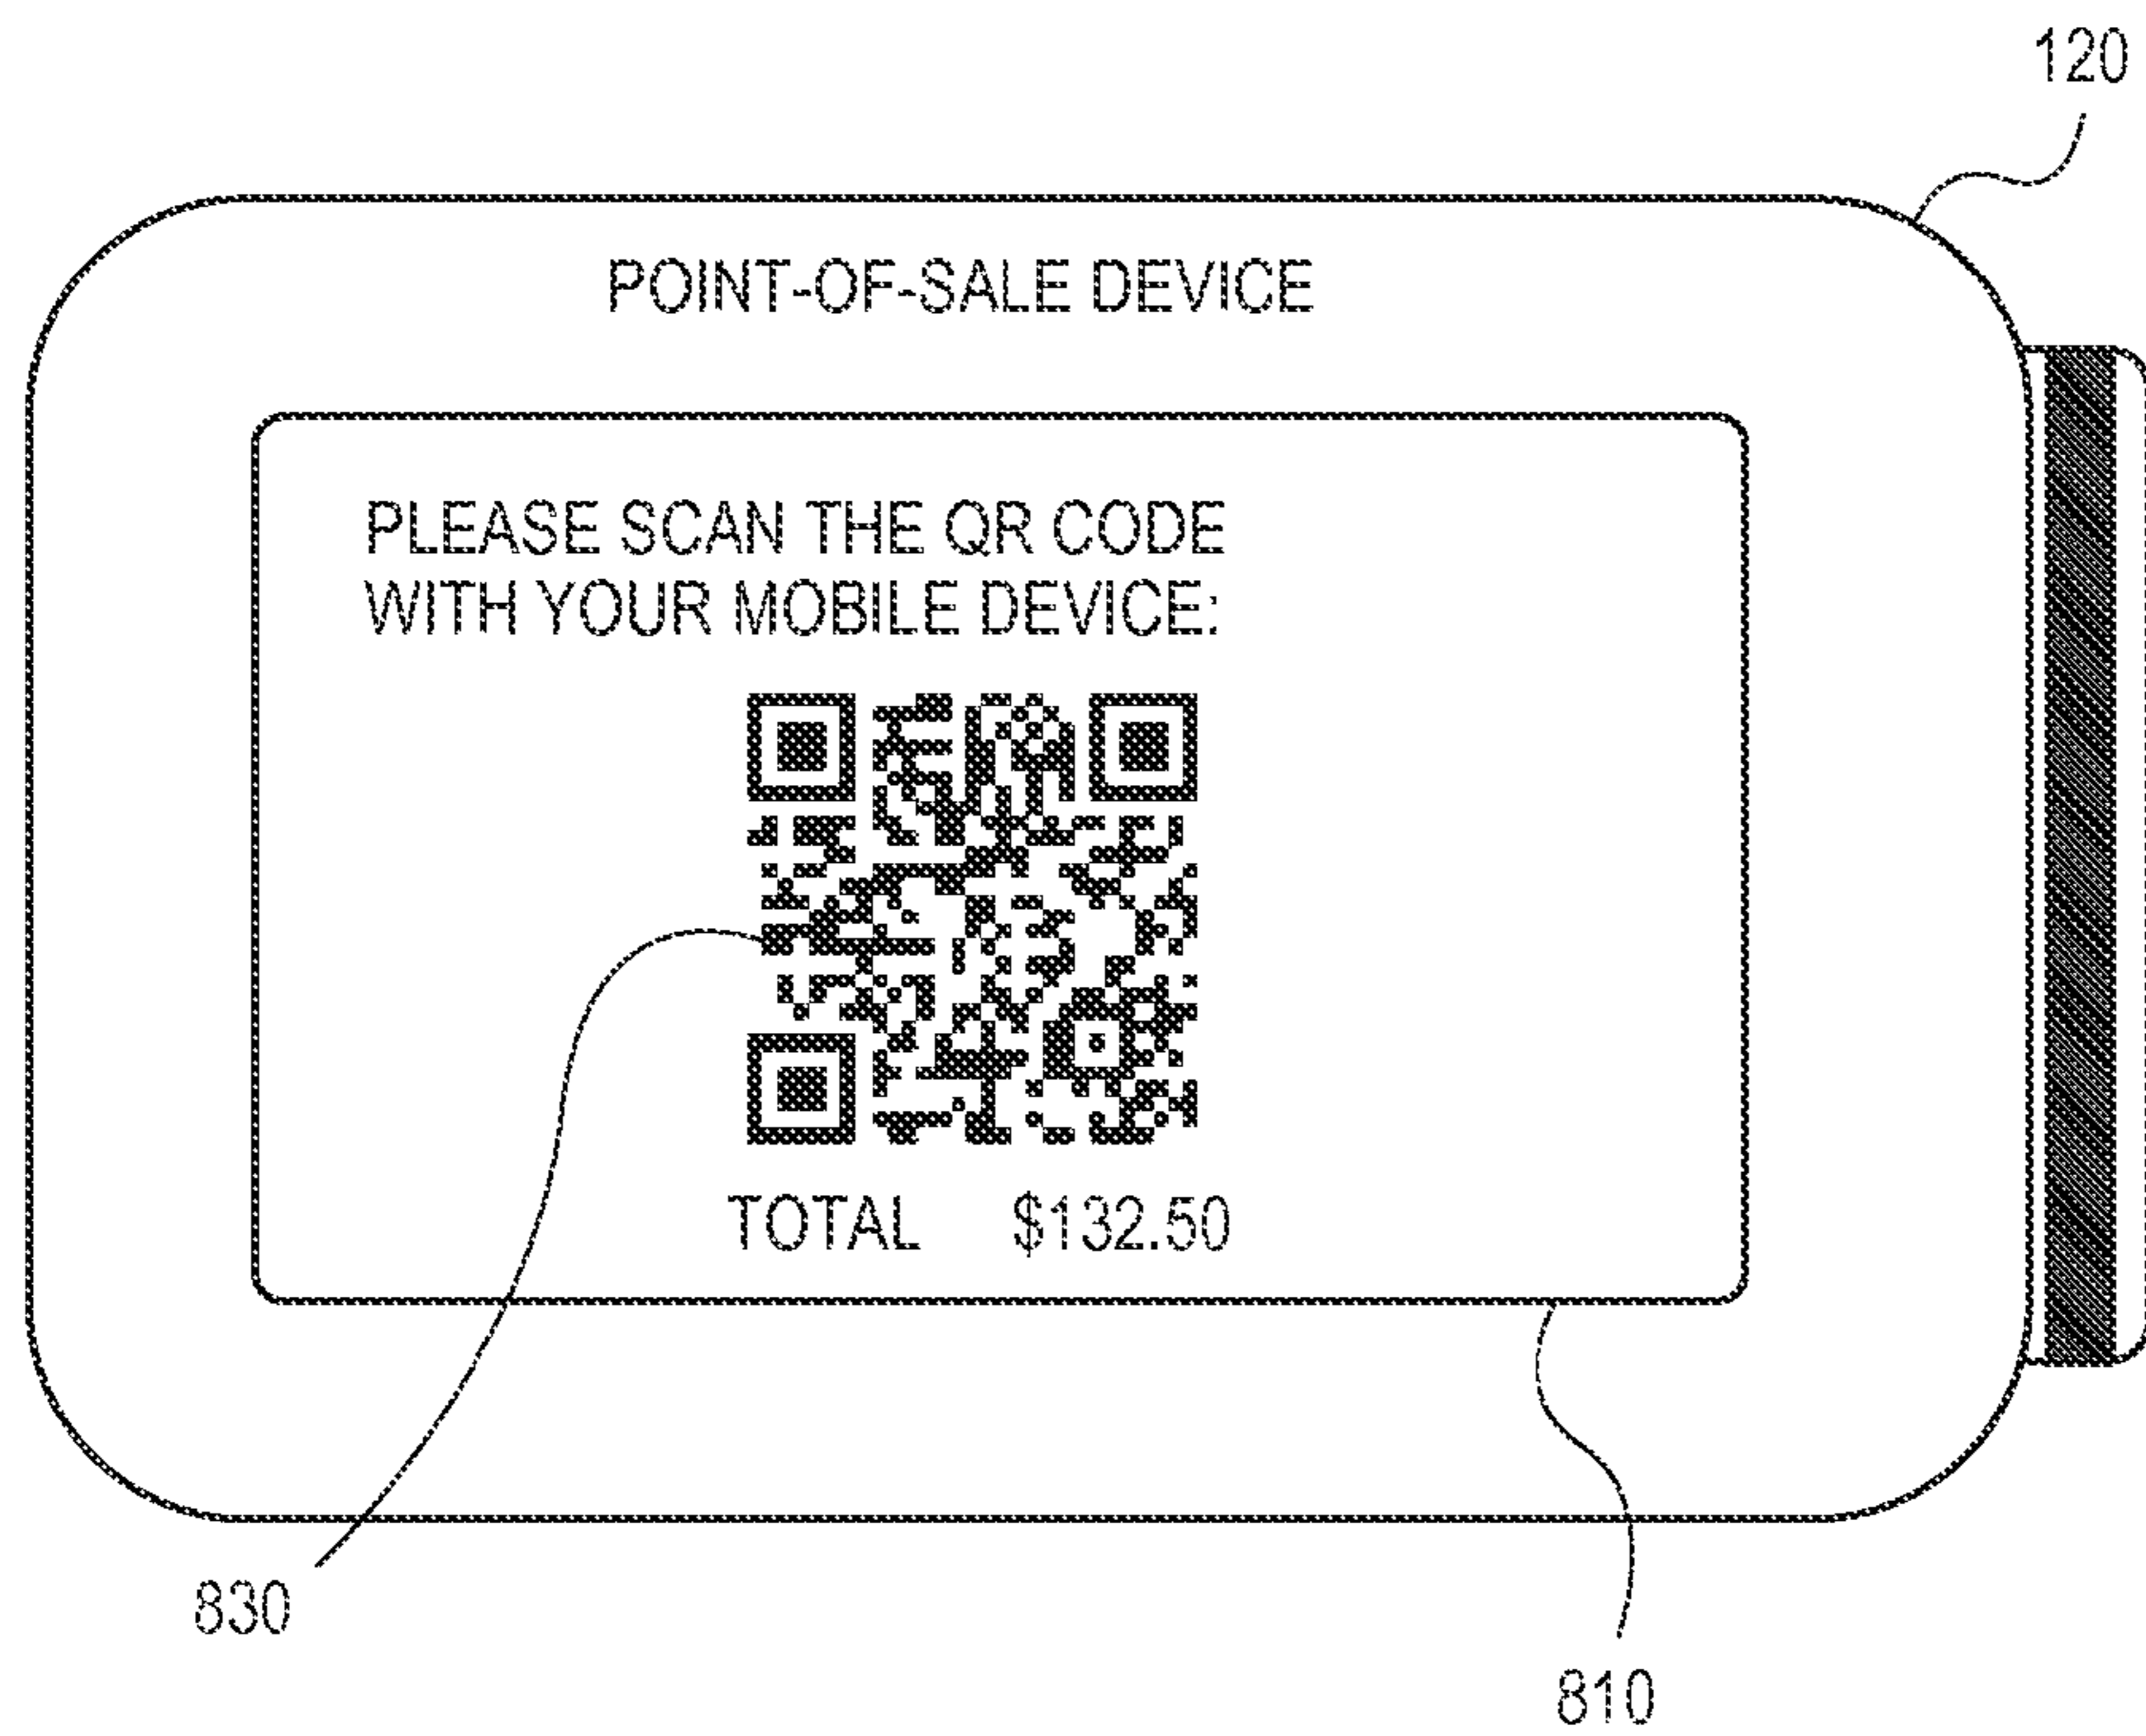 120
POINT-OF-SALE DEVICE
PLEASE SCAN THE QR CODE
WITH YOUR MOBILE DEVICE:
TOTAL $132.50
830
810